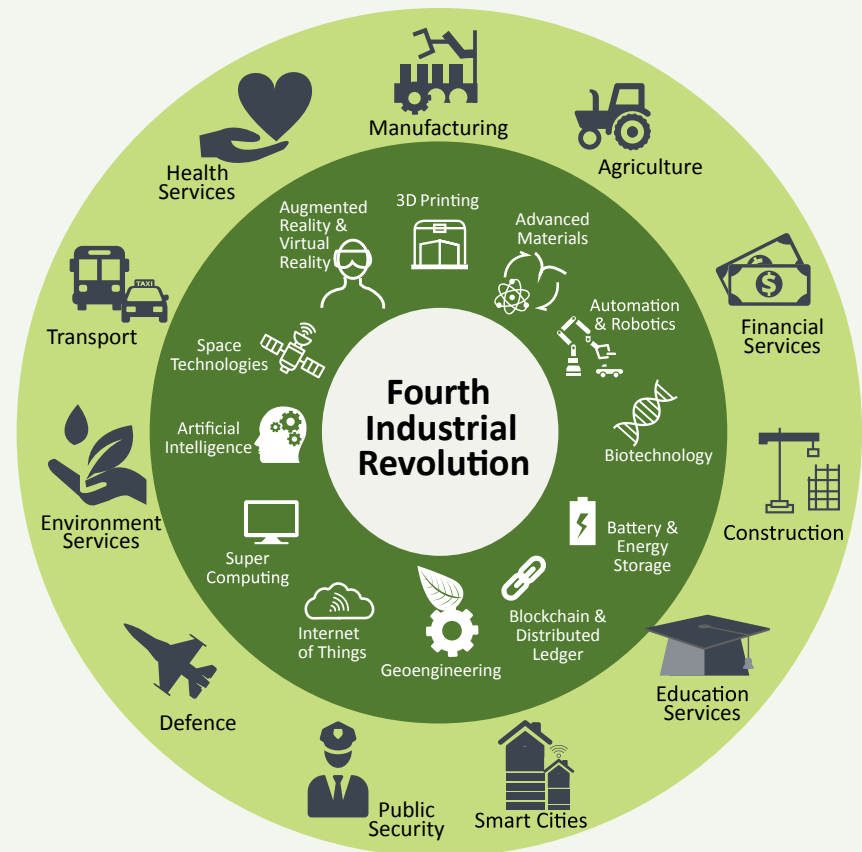 Fourth
Industrial
Revolution
3D Printing
Advanced
Materials
Automation
& Robotics
Biotechnology
Battery &
Energy
Storage
Blockchain &
Distributed
Ledger
Geoengineering
Internet
of Things
Super
Computing
Artificial
Intelligence
Space
Technologies
Augmented
Reality &
Virtual
Reality
Manufacturing
Agriculture
$
Financial
Services
Construction
Education
Services
Smart Cities
Public
Security
Defence
Environment
Services
TAXI
Transport
Health
Services